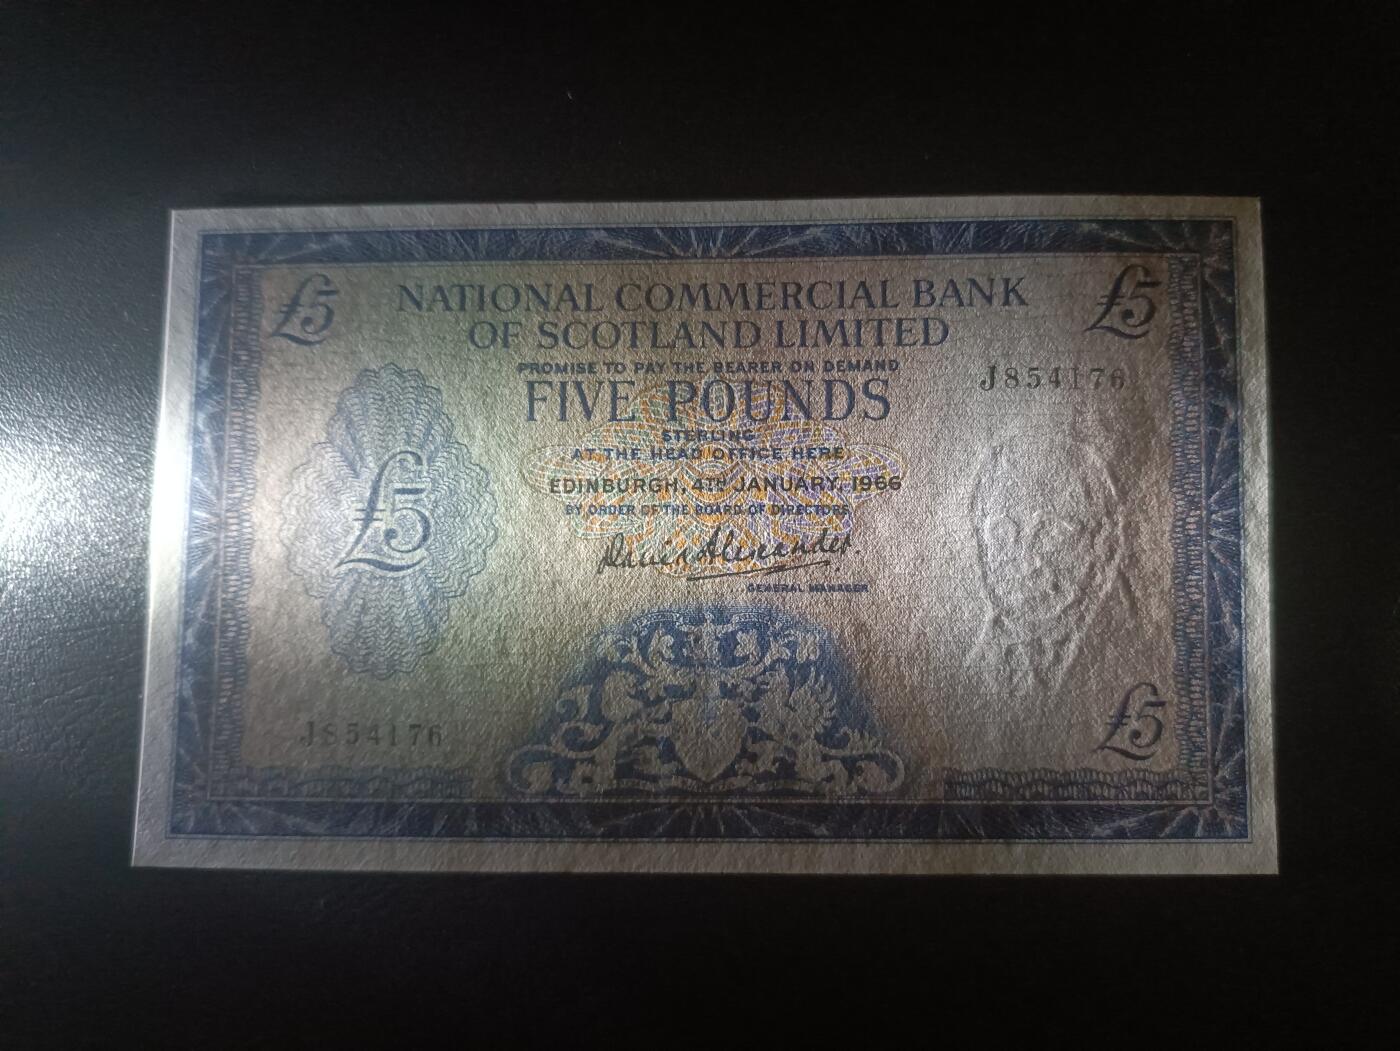 £5
£5
NATIONAL COMMERCIAL BANK
OF SCOTLAND LIMITED
PROMISE TO PAY THE BEARER ON DEMAND
FIVE POUNDS
J854176
STERLING
AT THE HEAD OFFICE HERE
EDINBURGH, 4TH JANUARY, 1966
BY ORDER OF THE BOARD OF DIRECTORS
£5
David Alexander.
GENERAL MANAGER
J854176
£5